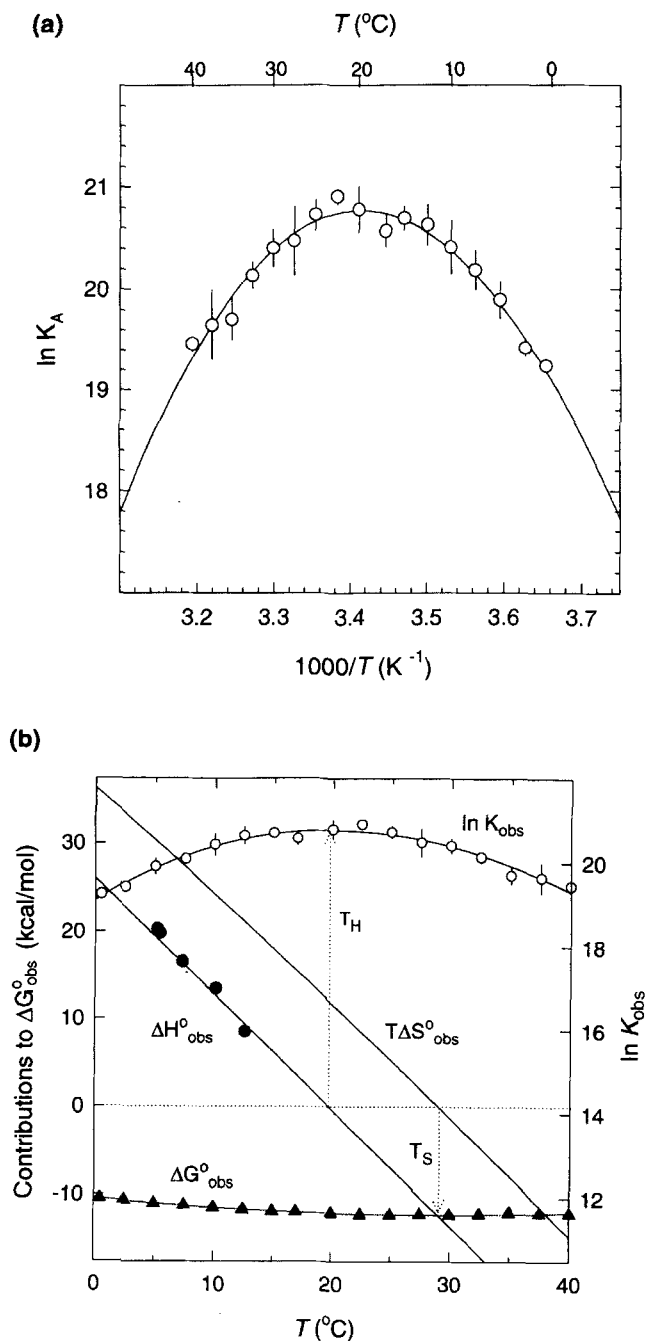 (a)
T (°C)
40 30 20 10 0
21
20
19
18
ln K_A
3.2 3.3 3.4 3.5 3.6 3.7
1000/T (K⁻¹)
(b)
30
20
10
0
-10
Contributions to ΔG°obs (kcal/mol)
ln Kobs
T_H
ΔH°obs
TΔS°obs
T_S
ΔG°obs
20
18
16
14
12
ln Kobs
0 10 20 30 40
T (°C)